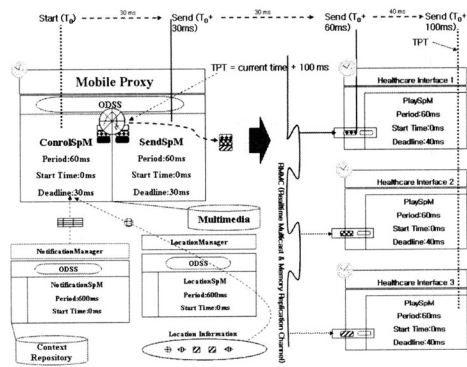 Start (T0)
30 ms
Send (T0+
30ms)
30 ms
Send (T0+
60ms)
40 ms
Send (T0+
100ms)
TPT
TPT = current time + 100 ms
Mobile Proxy
ODSS
ConrolSpM
Period:60ms
Start Time:0ms
Deadline:30ms
SendSpM
Period:60ms
Start Time:0ms
Deadline:30ms
Multimedia
NotificationManager
ODSS
NotificationSpM
Period:600ms
Start Time:0ms
Context
Repository
LocationManager
ODSS
LocationSpM
Period:600ms
Start Time:0ms
Location Information
RMMC (Realtime Multicast & Memory Replication Channel)
Healthcare Interface 1
PlaySpM
Period:60ms
Start Time:0ms
Deadline:40ms
Healthcare Interface 2
PlaySpM
Period:60ms
Start Time:0ms
Deadline:40ms
Healthcare Interface 3
PlaySpM
Period:60ms
Start Time:0ms
Deadline:40ms